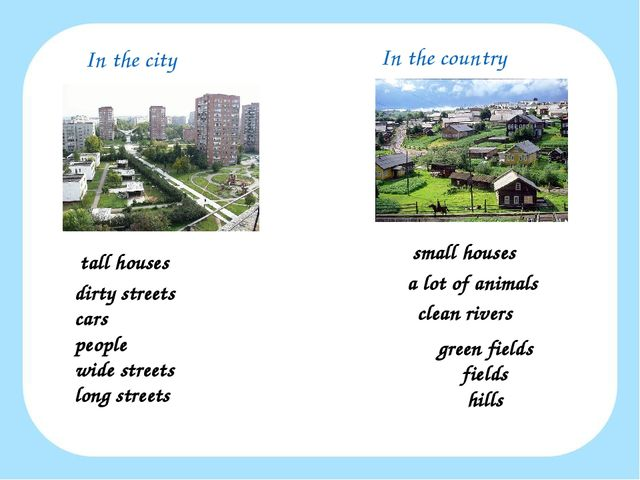 In the city
tall houses
dirty streets
cars
people
wide streets
long streets
In the country
small houses
a lot of animals
clean rivers
green fields
fields
hills